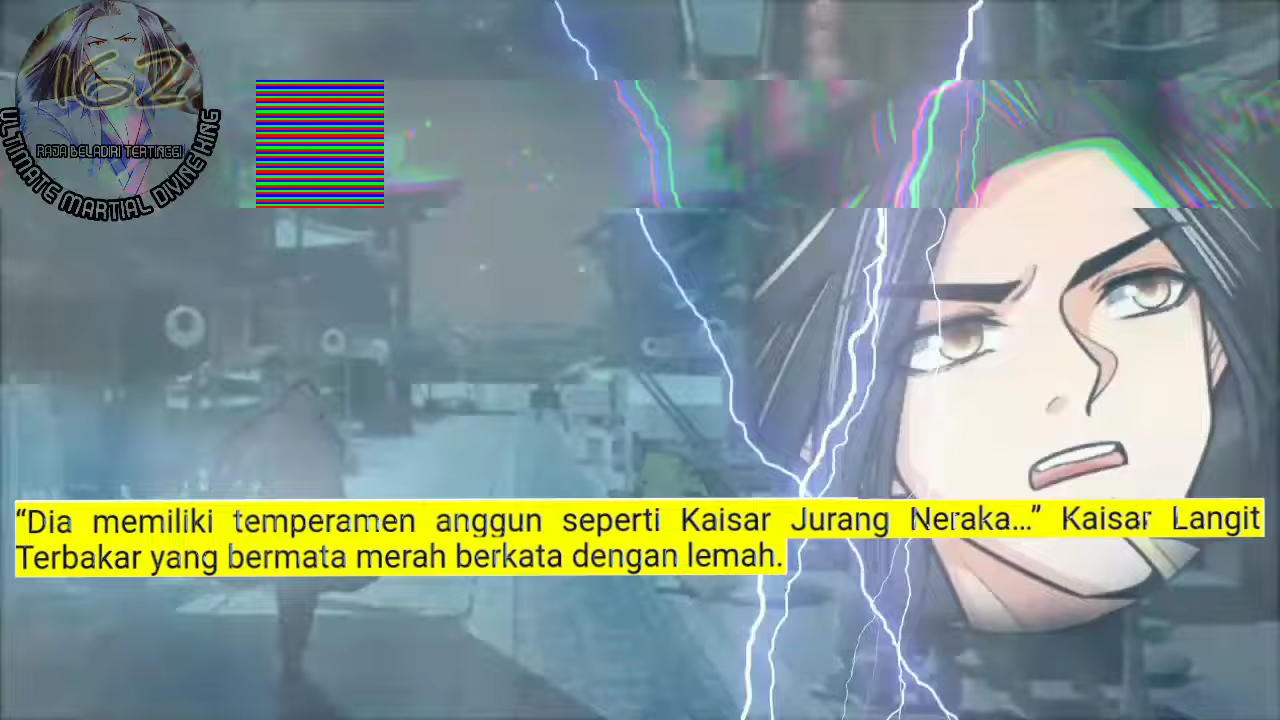 162
RAJA BELADIRI TERTINGGI
ULTIMATE MARTIAL DIVINE KING
“Dia memiliki temperamen anggun seperti Kaisar Jurang Neraka...” Kaisar Langit
Terbakar yang bermata merah berkata dengan lemah.